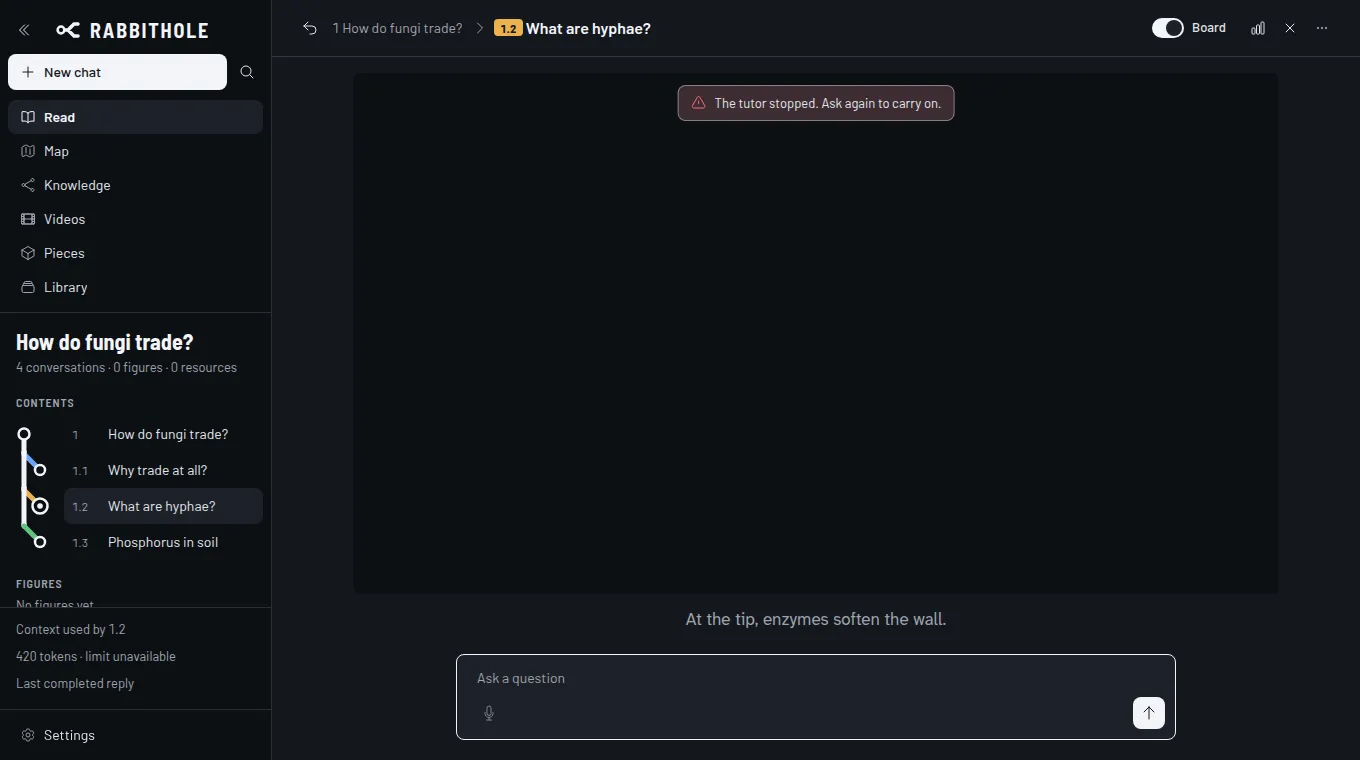 RABBITHOLE
New chat
Read
Map
Knowledge
Videos
Pieces
Library
How do fungi trade?
4 conversations · 0 figures · 0 resources
CONTENTS
1 How do fungi trade?
1.1 Why trade at all?
1.2 What are hyphae?
1.3 Phosphorus in soil
FIGURES
No figures yet
Context used by 1.2
420 tokens · limit unavailable
Last completed reply
Settings
1 How do fungi trade? 1.2 What are hyphae?
Board
The tutor stopped. Ask again to carry on.
At the tip, enzymes soften the wall.
Ask a question